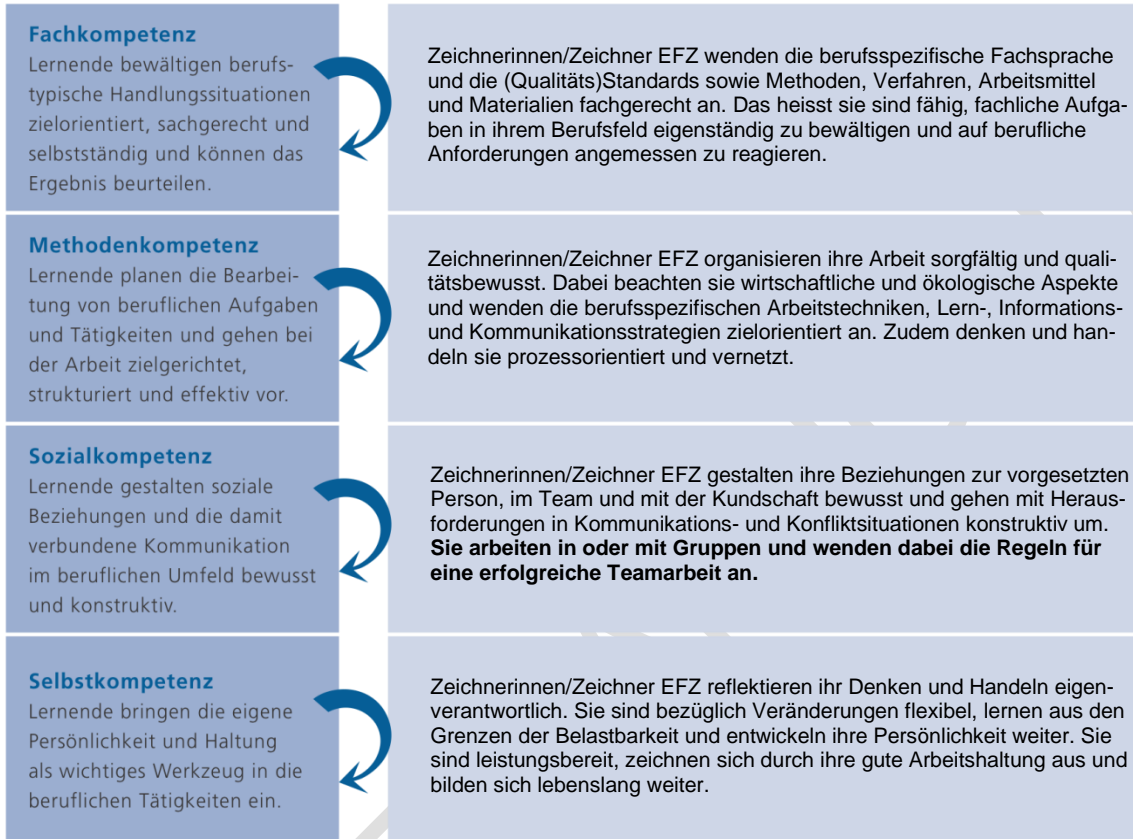 Fachkompetenz
Lernende bewältigen berufs-
typische Handlungssituationen
zielorientiert, sachgerecht und
selbstständig und können das
Ergebnis beurteilen.
Zeichnerinnen/Zeichner EFZ wenden die berufsspezifische Fachsprache
und die (Qualitäts)Standards sowie Methoden, Verfahren, Arbeitsmittel
und Materialien fachgerecht an. Das heisst sie sind fähig, fachliche Aufga-
ben in ihrem Berufsfeld eigenständig zu bewältigen und auf berufliche
Anforderungen angemessen zu reagieren.
Methodenkompetenz
Lernende planen die Bearbei-
tung von beruflichen Aufgaben
und Tätigkeiten und gehen bei
der Arbeit zielgerichtet,
strukturiert und effektiv vor.
Zeichnerinnen/Zeichner EFZ organisieren ihre Arbeit sorgfältig und quali-
tätsbewusst. Dabei beachten sie wirtschaftliche und ökologische Aspekte
und wenden die berufsspezifischen Arbeitstechniken, Lern-, Informations-
und Kommunikationsstrategien zielorientiert an. Zudem denken und han-
deln sie prozessorientiert und vernetzt.
Sozialkompetenz
Lernende gestalten soziale
Beziehungen und die damit
verbundene Kommunikation
im beruflichen Umfeld bewusst
und konstruktiv.
Zeichnerinnen/Zeichner EFZ gestalten ihre Beziehungen zur vorgesetzten
Person, im Team und mit der Kundschaft bewusst und gehen mit Heraus-
forderungen in Kommunikations- und Konfliktsituationen konstruktiv um.
Sie arbeiten in oder mit Gruppen und wenden dabei die Regeln für
eine erfolgreiche Teamarbeit an.
Selbstkompetenz
Lernende bringen die eigene
Persönlichkeit und Haltung
als wichtiges Werkzeug in die
beruflichen Tätigkeiten ein.
Zeichnerinnen/Zeichner EFZ reflektieren ihr Denken und Handeln eigen-
verantwortlich. Sie sind bezüglich Veränderungen flexibel, lernen aus den
Grenzen der Belastbarkeit und entwickeln ihre Persönlichkeit weiter. Sie
sind leistungsbereit, zeichnen sich durch ihre gute Arbeitshaltung aus und
bilden sich lebenslang weiter.